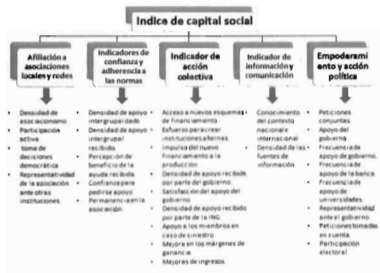 Indice de capital social
Afiliación a
asociaciones
locales y redes
Indicadores de
confianza y
adherencia a
las normas
Indicador de
acción
colectiva
Indicador de
información y
comunicación
Empoderami
ento y acción
política
• Densidad de
asociacionismo
• Participación
activa
• toma de
decisiones
democrática
• Representatividad
de la asociación
ante otras
instituciones.
• Densidad de apoyo
intergrupal dado
• Densidad de apoyo
intergrupal
recibido.
• Percepción de
beneficio de la
ayuda recibida.
• Confianza para
pedir se apoyo
• Permanencia en la
asociación
• Acceso a nuevos esquemas
de financiamiento
• Esfuerzo para crear
instituciones alternas
• Impulso del nuevo
financiamiento a la
producción
• Densidad de apoyo recibido
por parte del gobierno.
• Satisfacción del apoyo del
gobierno
• Densidad de apoyo recibido
por parte de la ING.
• Apoyo a los miembros en
caso de siniestro
• Mejora en los márgenes de
ganancia
• Mejoras de ingresos.
• Conocimiento
del contexto
nacional e
internacional
• Densidad de las
fuentes de
información
• Peticiones
conjuntas.
• Apoyo del
gobierno
• Frecuencia de
apoyo de gobierno.
• Frecuencia de
apoyo de la banca.
• Frecuencia de
apoyo de
universidades.
• Representatividad
ante el gobierno
• Peticiones tomadas
en cuenta.
• Participación
electoral